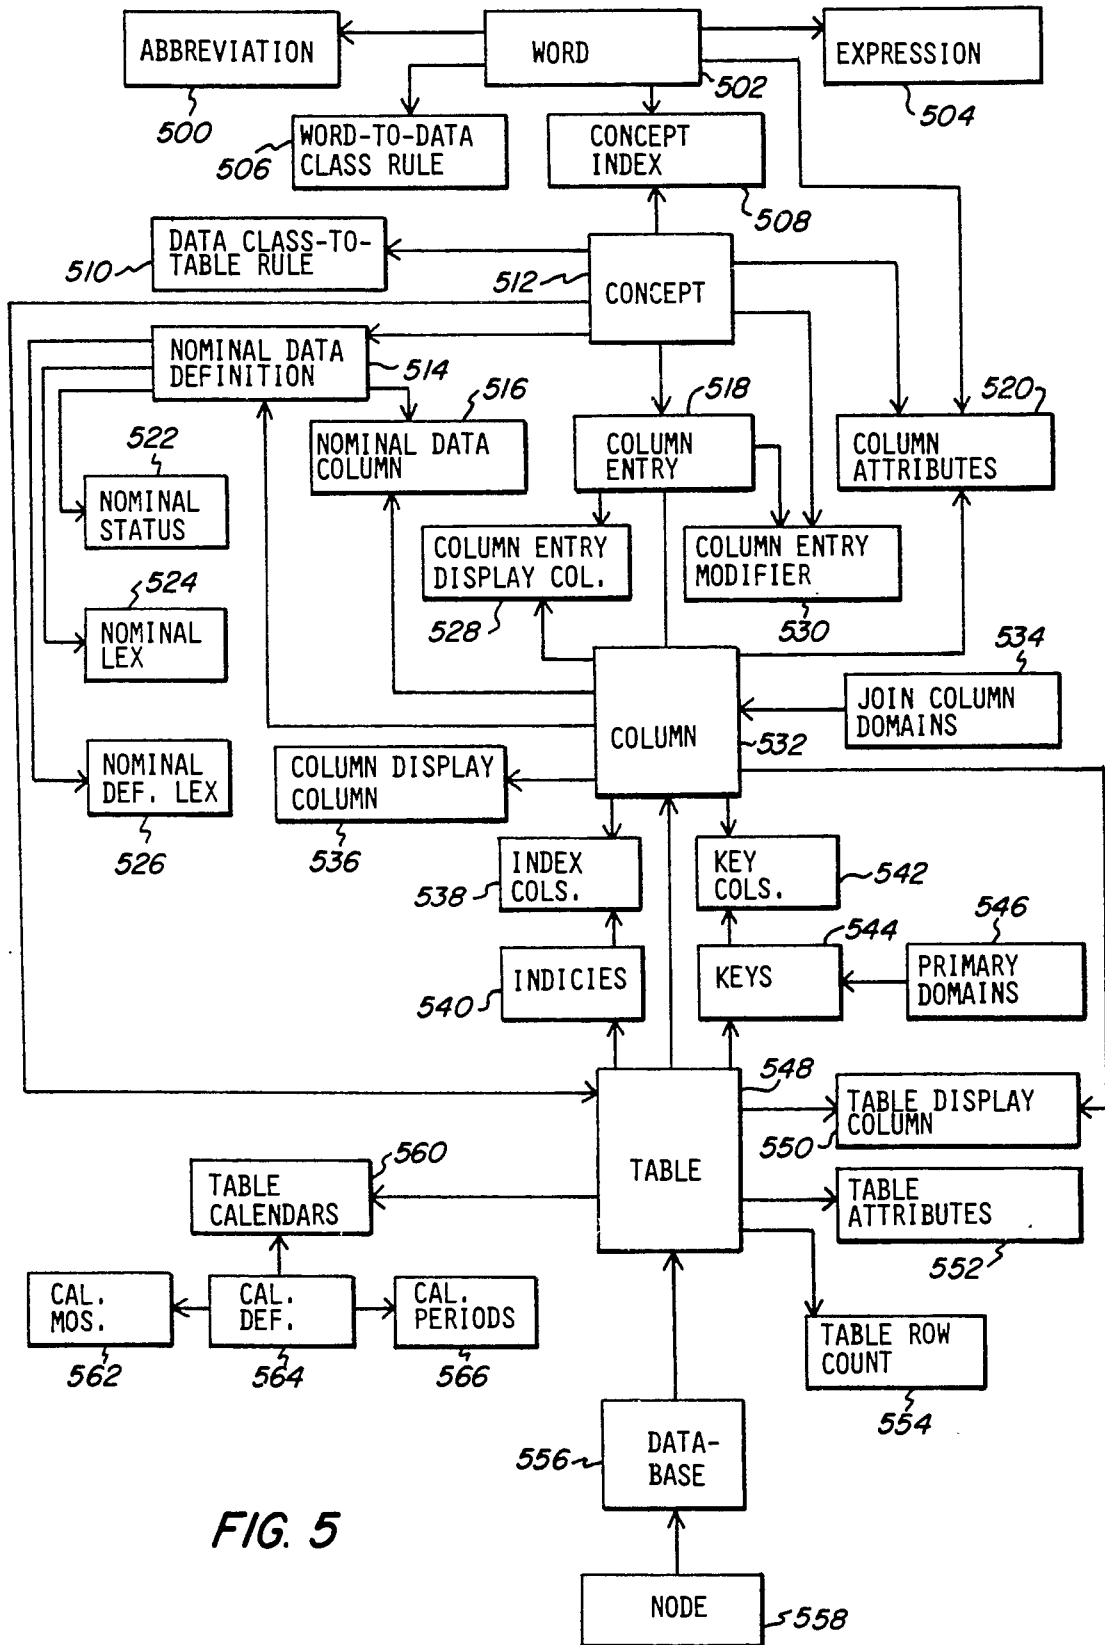 ABBREVIATION
500
WORD
502
EXPRESSION
504
WORD-TO-DATA
CLASS RULE
506
CONCEPT
INDEX
508
DATA CLASS-TO-
TABLE RULE
510
CONCEPT
512
NOMINAL DATA
DEFINITION
514
516
NOMINAL DATA
COLUMN
518
COLUMN
ENTRY
520
COLUMN
ATTRIBUTES
522
NOMINAL
STATUS
524
NOMINAL
LEX
NOMINAL
DEF. LEX
526
COLUMN ENTRY
DISPLAY COL.
528
COLUMN ENTRY
MODIFIER
530
COLUMN
532
534
JOIN COLUMN
DOMAINS
COLUMN DISPLAY
COLUMN
536
INDEX
COLS.
538
KEY
COLS.
542
INDICIES
540
KEYS
544
546
PRIMARY
DOMAINS
TABLE
548
TABLE DISPLAY
COLUMN
550
TABLE
ATTRIBUTES
552
TABLE ROW
COUNT
554
560
TABLE
CALENDARS
CAL.
MOS.
562
CAL.
DEF.
564
CAL.
PERIODS
566
DATA-
BASE
556
NODE
558
FIG. 5